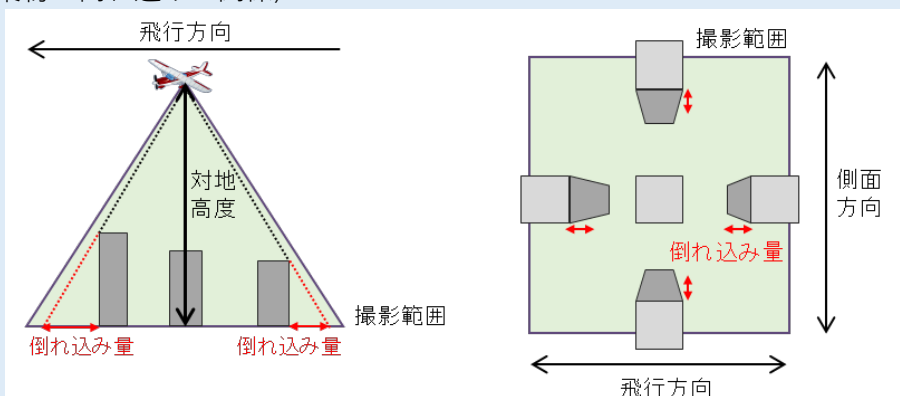 飛行方向
対地
高度
撮影範囲
倒れ込み量
倒れ込み量
撮影範囲
側面
方向
倒れ込み量
飛行方向